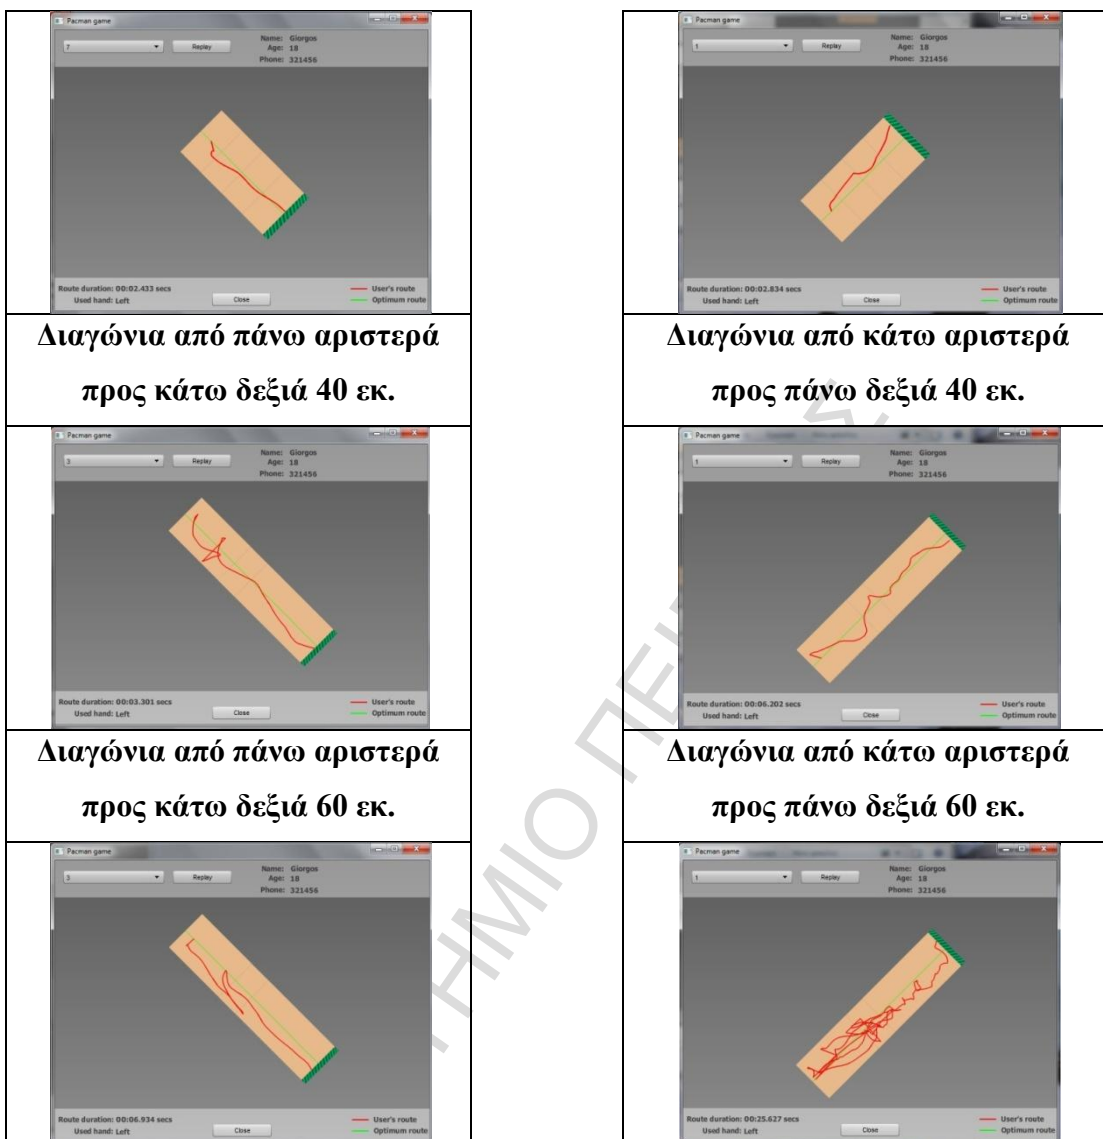 Pacman game
7
Replay
Name: Giorgos
Age: 18
Phone: 321456
Route duration: 00:02.433 secs
Used hand: Left
Close
User's route
Optimum route
Pacman game
1
Replay
Name: Giorgos
Age: 18
Phone: 321456
Route duration: 00:02.834 secs
Used hand: Left
Close
User's route
Optimum route
Διαγώνια από πάνω αριστερά
προς κάτω δεξιά 40 εκ.
Διαγώνια από κάτω αριστερά
προς πάνω δεξιά 40 εκ.
Pacman game
3
Replay
Name: Giorgos
Age: 18
Phone: 321456
Route duration: 00:03.301 secs
Used hand: Left
Close
User's route
Optimum route
Pacman game
1
Replay
Name: Giorgos
Age: 18
Phone: 321456
Route duration: 00:06.202 secs
Used hand: Left
Close
User's route
Optimum route
Διαγώνια από πάνω αριστερά
προς κάτω δεξιά 60 εκ.
Διαγώνια από κάτω αριστερά
προς πάνω δεξιά 60 εκ.
Pacman game
3
Replay
Name: Giorgos
Age: 18
Phone: 321456
Route duration: 00:06.934 secs
Used hand: Left
Close
User's route
Optimum route
Pacman game
1
Replay
Name: Giorgos
Age: 18
Phone: 321456
Route duration: 00:25.627 secs
Used hand: Left
Close
User's route
Optimum route